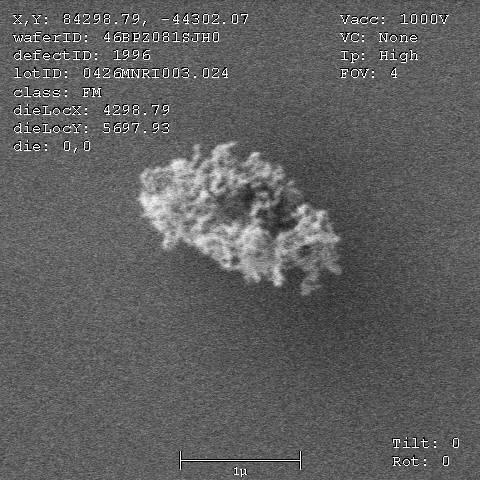 X,Y: 84298.79, -44302.07
waferID: 46BPZ081SJH0
defectID: 1996
lotID: 0426MNRI003.024
class: FM
dieLocX: 4298.79
dieLocY: 5697.93
die: 0,0
Vacc: 1000V
VC: None
Ip: High
FOV: 4
Tilt: 0
Rot: 0
1µ